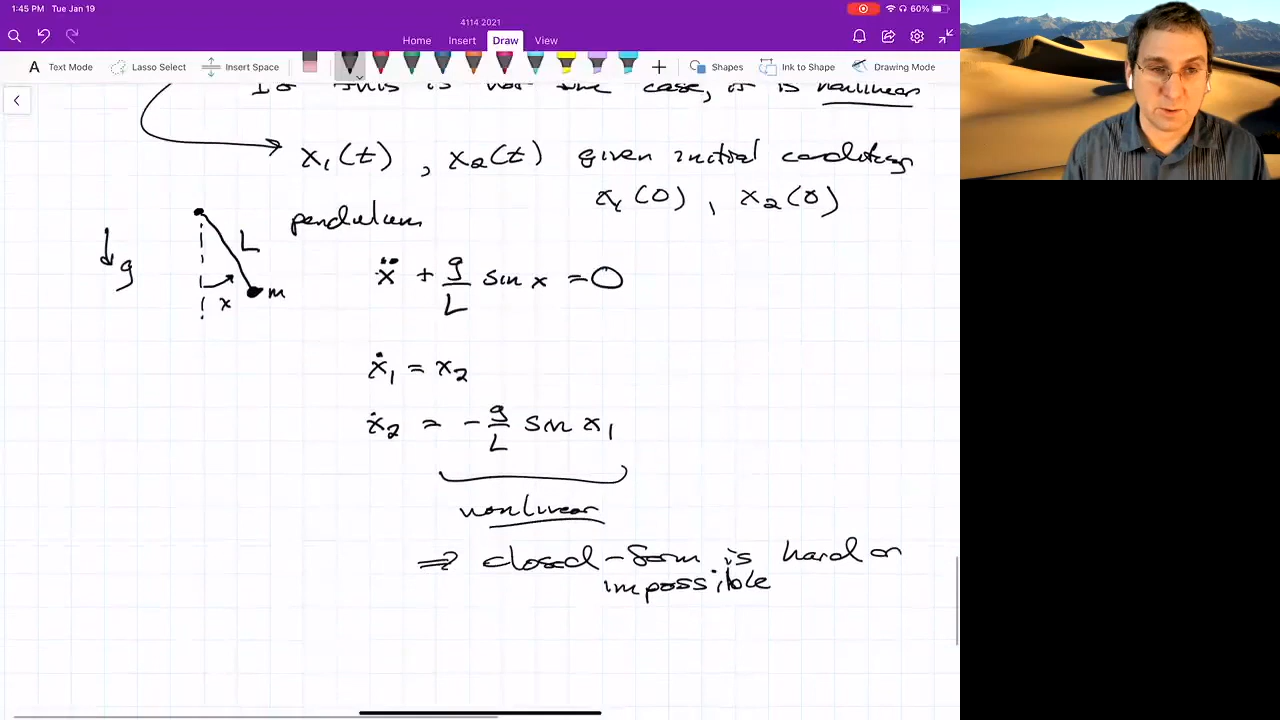 1:45 PM Tue Jan 19
60%
4114 2021
Home Insert Draw View
Text Mode Lasso Select Insert Space Shapes Ink to Shape Drawing Mode
If this is not the case, it is nonlinear
x₁(t), x₂(t) given initial conditions
x₁(0), x₂(0)
pendulum
L
g
m
x
ẍ + g/L sin x = 0
ẋ₁ = x₂
ẋ₂ = - g/L sin x₁
nonlinear
⇒ closed-form is hard or
impossible